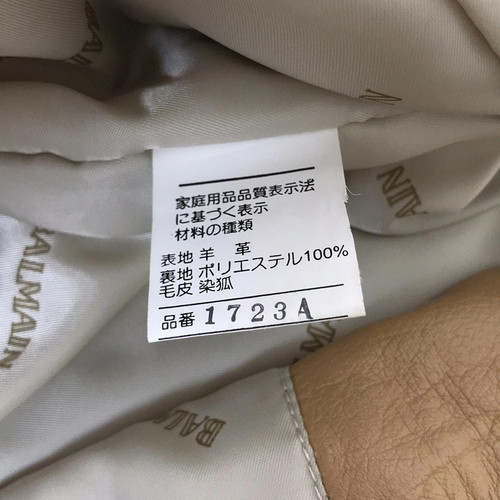 BALMAIN
N
MAIN
BALMAIN
家庭用品品質表示法
に基づく表示
材料の種類
表地 羊 革
裏地 ポリエステル100%
毛皮 染狐
品番 1723A
BALM